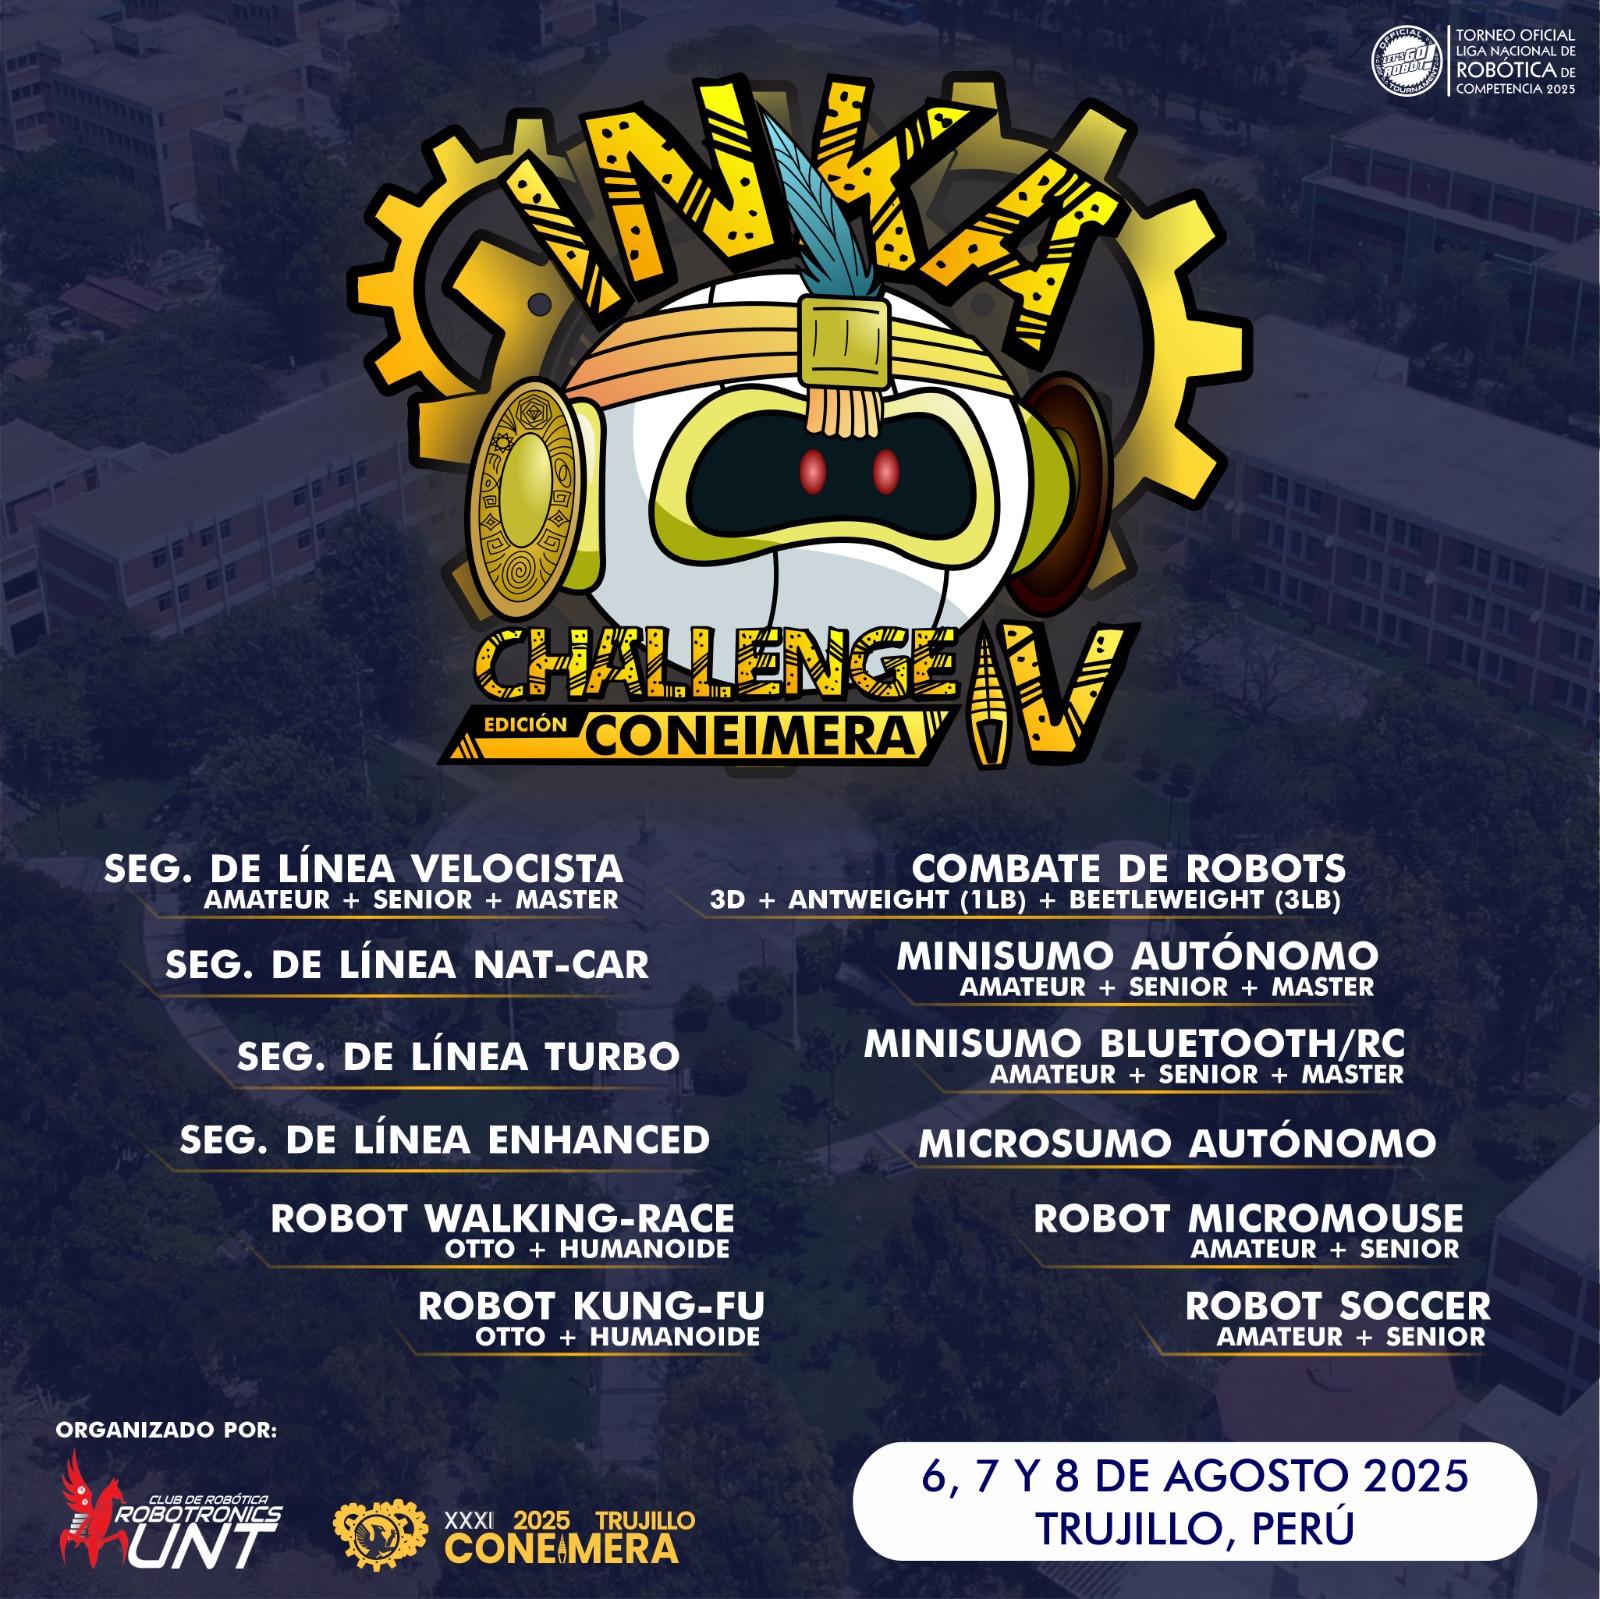 OFFICIAL
LET'S GO
ROBOT
TOURNAMENT
TORNEO OFICIAL
LIGA NACIONAL DE
ROBÓTICA DE
COMPETENCIA 2025
INKA
CHALLENGE IV
EDICIÓN CONEIMERA
SEG. DE LÍNEA VELOCISTA
AMATEUR + SENIOR + MASTER
SEG. DE LÍNEA NAT-CAR
SEG. DE LÍNEA TURBO
SEG. DE LÍNEA ENHANCED
ROBOT WALKING-RACE
OTTO + HUMANOIDE
ROBOT KUNG-FU
OTTO + HUMANOIDE
COMBATE DE ROBOTS
3D + ANTWEIGHT (1LB) + BEETLEWEIGHT (3LB)
MINISUMO AUTÓNOMO
AMATEUR + SENIOR + MASTER
MINISUMO BLUETOOTH/RC
AMATEUR + SENIOR + MASTER
MICROSUMO AUTÓNOMO
ROBOT MICROMOUSE
AMATEUR + SENIOR
ROBOT SOCCER
AMATEUR + SENIOR
ORGANIZADO POR:
CLUB DE ROBÓTICA
ROBOTRONICS
UNT
XXXI 2025 TRUJILLO
CONEIMERA
6, 7 Y 8 DE AGOSTO 2025
TRUJILLO, PERÚ